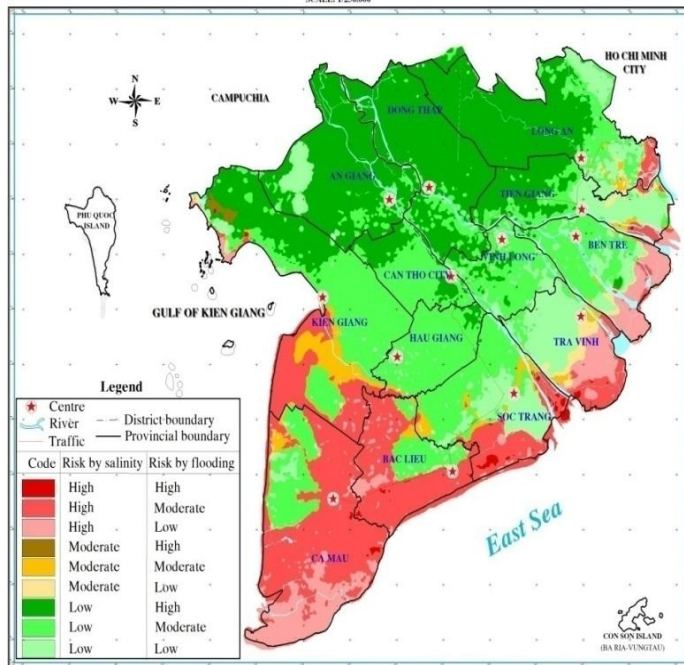 HO CHI MINH
CITY
N
W E
S
CAMPUCHIA
DONG THAP
LONG AN
AN GIANG
TIEN GIANG
PHU QUOC
ISLAND
BEN TRE
VINH LONG
CAN THO CITY
GULF OF KIEN GIANG
KIEN GIANG
HAU GIANG
TRA VINH
SOC TRANG
BAC LIEU
CA MAU
East Sea
CON SON ISLAND
(BA RIA-VUNGTAU)
Legend
Centre
River
Traffic
District boundary
Provincial boundary
Code Risk by salinity Risk by flooding
High High
High Moderate
High Low
Moderate High
Moderate Moderate
Moderate Low
Low High
Low Moderate
Low Low